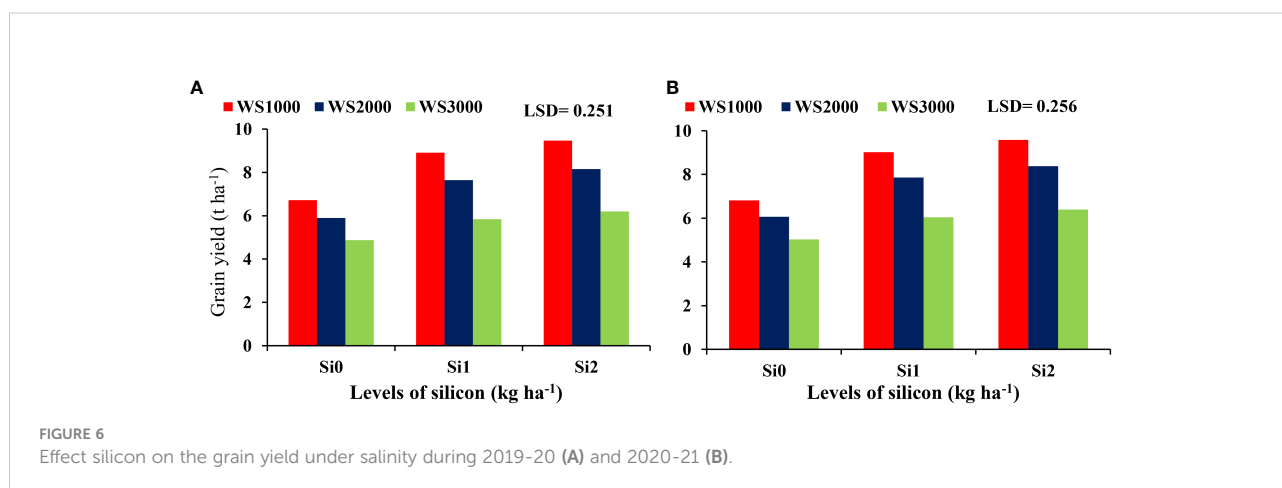 A
WS1000 WS2000 WS3000 LSD= 0.251
10
8
6
4
2
0
Grain yield (t ha-1)
Si0 Si1 Si2
Levels of silicon (kg ha-1)
B
WS1000 WS2000 WS3000 LSD= 0.256
10
8
6
4
2
0
Si0 Si1 Si2
Levels of silicon (kg ha-1)
FIGURE 6
Effect silicon on the grain yield under salinity during 2019-20 (A) and 2020-21 (B).